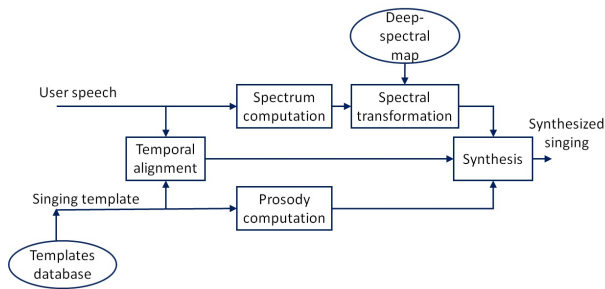 Deep-
spectral
map
User speech
Spectrum
computation
Spectral
transformation
Synthesized
singing
Temporal
alignment
Synthesis
Singing template
Prosody
computation
Templates
database